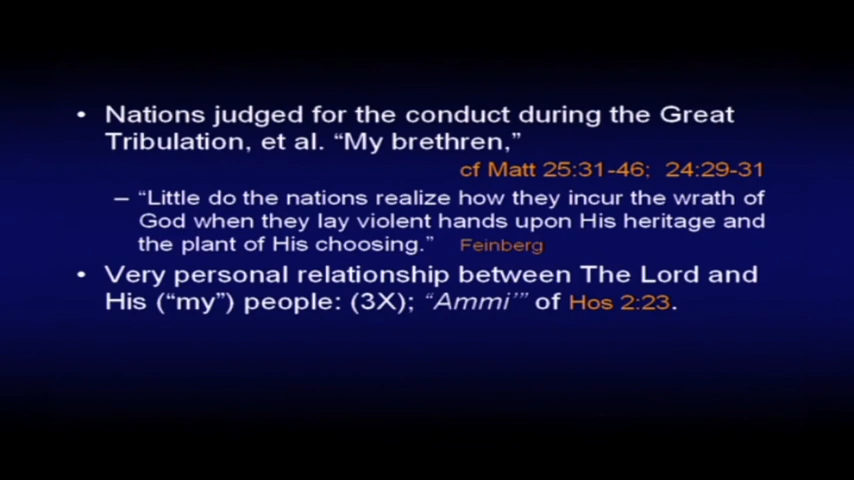 • Nations judged for the conduct during the Great
Tribulation, et al. “My brethren,”
cf Matt 25:31-46; 24:29-31
– “Little do the nations realize how they incur the wrath of
God when they lay violent hands upon His heritage and
the plant of His choosing.” Feinberg
• Very personal relationship between The Lord and
His (“my”) people: (3X); “Ammi’” of Hos 2:23.